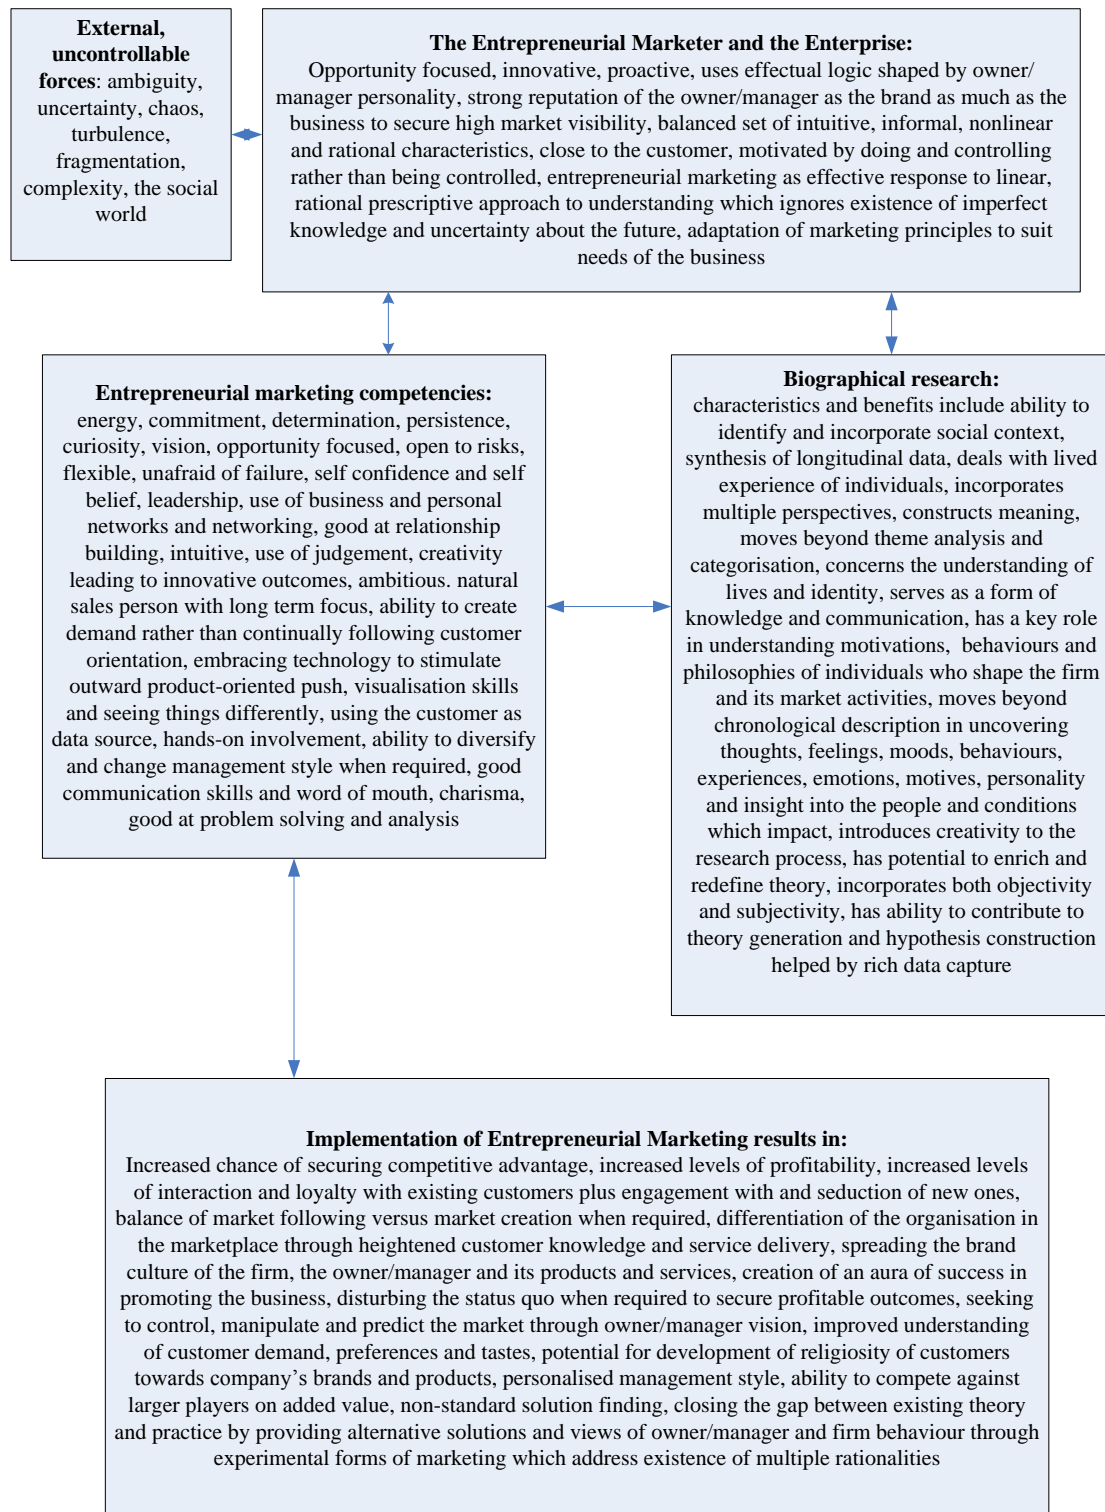 External,
uncontrollable
forces: ambiguity,
uncertainty, chaos,
turbulence,
fragmentation,
complexity, the social
world
The Entrepreneurial Marketer and the Enterprise:
Opportunity focused, innovative, proactive, uses effectual logic shaped by owner/
manager personality, strong reputation of the owner/manager as the brand as much as the
business to secure high market visibility, balanced set of intuitive, informal, nonlinear
and rational characteristics, close to the customer, motivated by doing and controlling
rather than being controlled, entrepreneurial marketing as effective response to linear,
rational prescriptive approach to understanding which ignores existence of imperfect
knowledge and uncertainty about the future, adaptation of marketing principles to suit
needs of the business
Entrepreneurial marketing competencies:
energy, commitment, determination, persistence,
curiosity, vision, opportunity focused, open to risks,
flexible, unafraid of failure, self confidence and self
belief, leadership, use of business and personal
networks and networking, good at relationship
building, intuitive, use of judgement, creativity
leading to innovative outcomes, ambitious. natural
sales person with long term focus, ability to create
demand rather than continually following customer
orientation, embracing technology to stimulate
outward product-oriented push, visualisation skills
and seeing things differently, using the customer as
data source, hands-on involvement, ability to diversify
and change management style when required, good
communication skills and word of mouth, charisma,
good at problem solving and analysis
Biographical research:
characteristics and benefits include ability to
identify and incorporate social context,
synthesis of longitudinal data, deals with lived
experience of individuals, incorporates
multiple perspectives, constructs meaning,
moves beyond theme analysis and
categorisation, concerns the understanding of
lives and identity, serves as a form of
knowledge and communication, has a key role
in understanding motivations, behaviours and
philosophies of individuals who shape the firm
and its market activities, moves beyond
chronological description in uncovering
thoughts, feelings, moods, behaviours,
experiences, emotions, motives, personality
and insight into the people and conditions
which impact, introduces creativity to the
research process, has potential to enrich and
redefine theory, incorporates both objectivity
and subjectivity, has ability to contribute to
theory generation and hypothesis construction
helped by rich data capture
Implementation of Entrepreneurial Marketing results in:
Increased chance of securing competitive advantage, increased levels of profitability, increased levels
of interaction and loyalty with existing customers plus engagement with and seduction of new ones,
balance of market following versus market creation when required, differentiation of the organisation in
the marketplace through heightened customer knowledge and service delivery, spreading the brand
culture of the firm, the owner/manager and its products and services, creation of an aura of success in
promoting the business, disturbing the status quo when required to secure profitable outcomes, seeking
to control, manipulate and predict the market through owner/manager vision, improved understanding
of customer demand, preferences and tastes, potential for development of religiosity of customers
towards company’s brands and products, personalised management style, ability to compete against
larger players on added value, non-standard solution finding, closing the gap between existing theory
and practice by providing alternative solutions and views of owner/manager and firm behaviour through
experimental forms of marketing which address existence of multiple rationalities